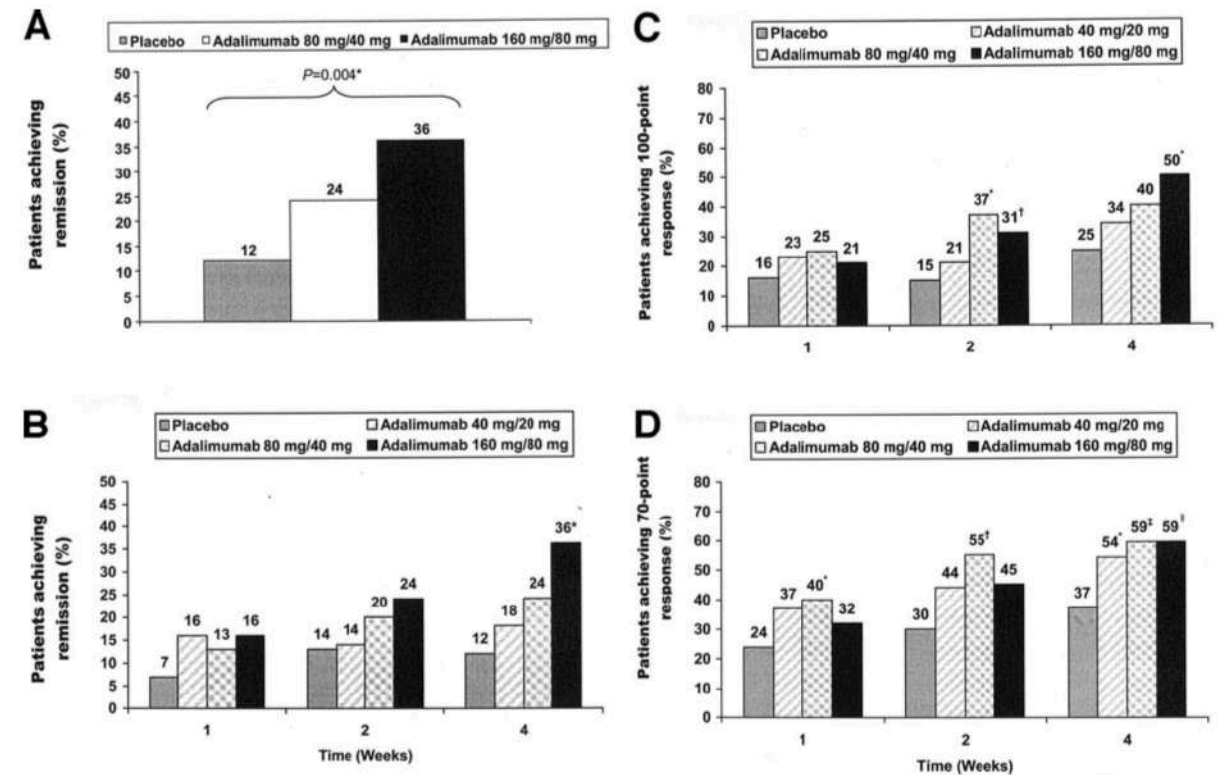 A
Placebo Adalimumab 80 mg/40 mg Adalimumab 160 mg/80 mg
Patients achieving
remission (%)
50
45
40
35
30
25
20
15
10
5
0
P=0.004*
12
24
36
B
Placebo Adalimumab 40 mg/20 mg
Adalimumab 80 mg/40 mg Adalimumab 160 mg/80 mg
Patients achieving
remission (%)
50
45
40
35
30
25
20
15
10
5
0
7 16 13 16
14 14 20 24
12 18 24 36*
1 2 4
Time (Weeks)
C
Placebo Adalimumab 40 mg/20 mg
Adalimumab 80 mg/40 mg Adalimumab 160 mg/80 mg
Patients achieving 100-point
response (%)
80
70
60
50
40
30
20
10
0
16 23 25 21
15 21 37* 31†
25 34 40 50*
1 2 4
D
Placebo Adalimumab 40 mg/20 mg
Adalimumab 80 mg/40 mg Adalimumab 160 mg/80 mg
Patients achieving 70-point
response (%)
80
70
60
50
40
30
20
10
0
24 37 40* 32
30 44 55† 45
37 54* 59‡ 59
1 2 4
Time (Weeks)